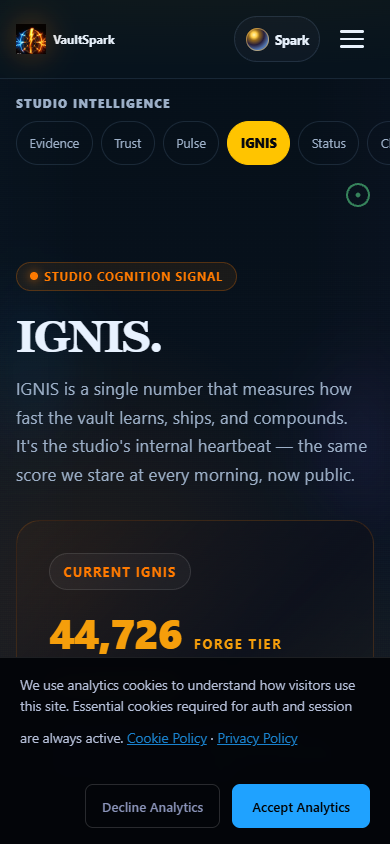 VaultSpark
Spark
STUDIO INTELLIGENCE
Evidence
Trust
Pulse
IGNIS
Status
STUDIO COGNITION SIGNAL
IGNIS.
IGNIS is a single number that measures how
fast the vault learns, ships, and compounds.
It's the studio's internal heartbeat — the same
score we stare at every morning, now public.
CURRENT IGNIS
44,726 FORGE TIER
We use analytics cookies to understand how visitors use
this site. Essential cookies required for auth and session
are always active. Cookie Policy · Privacy Policy
Decline Analytics
Accept Analytics